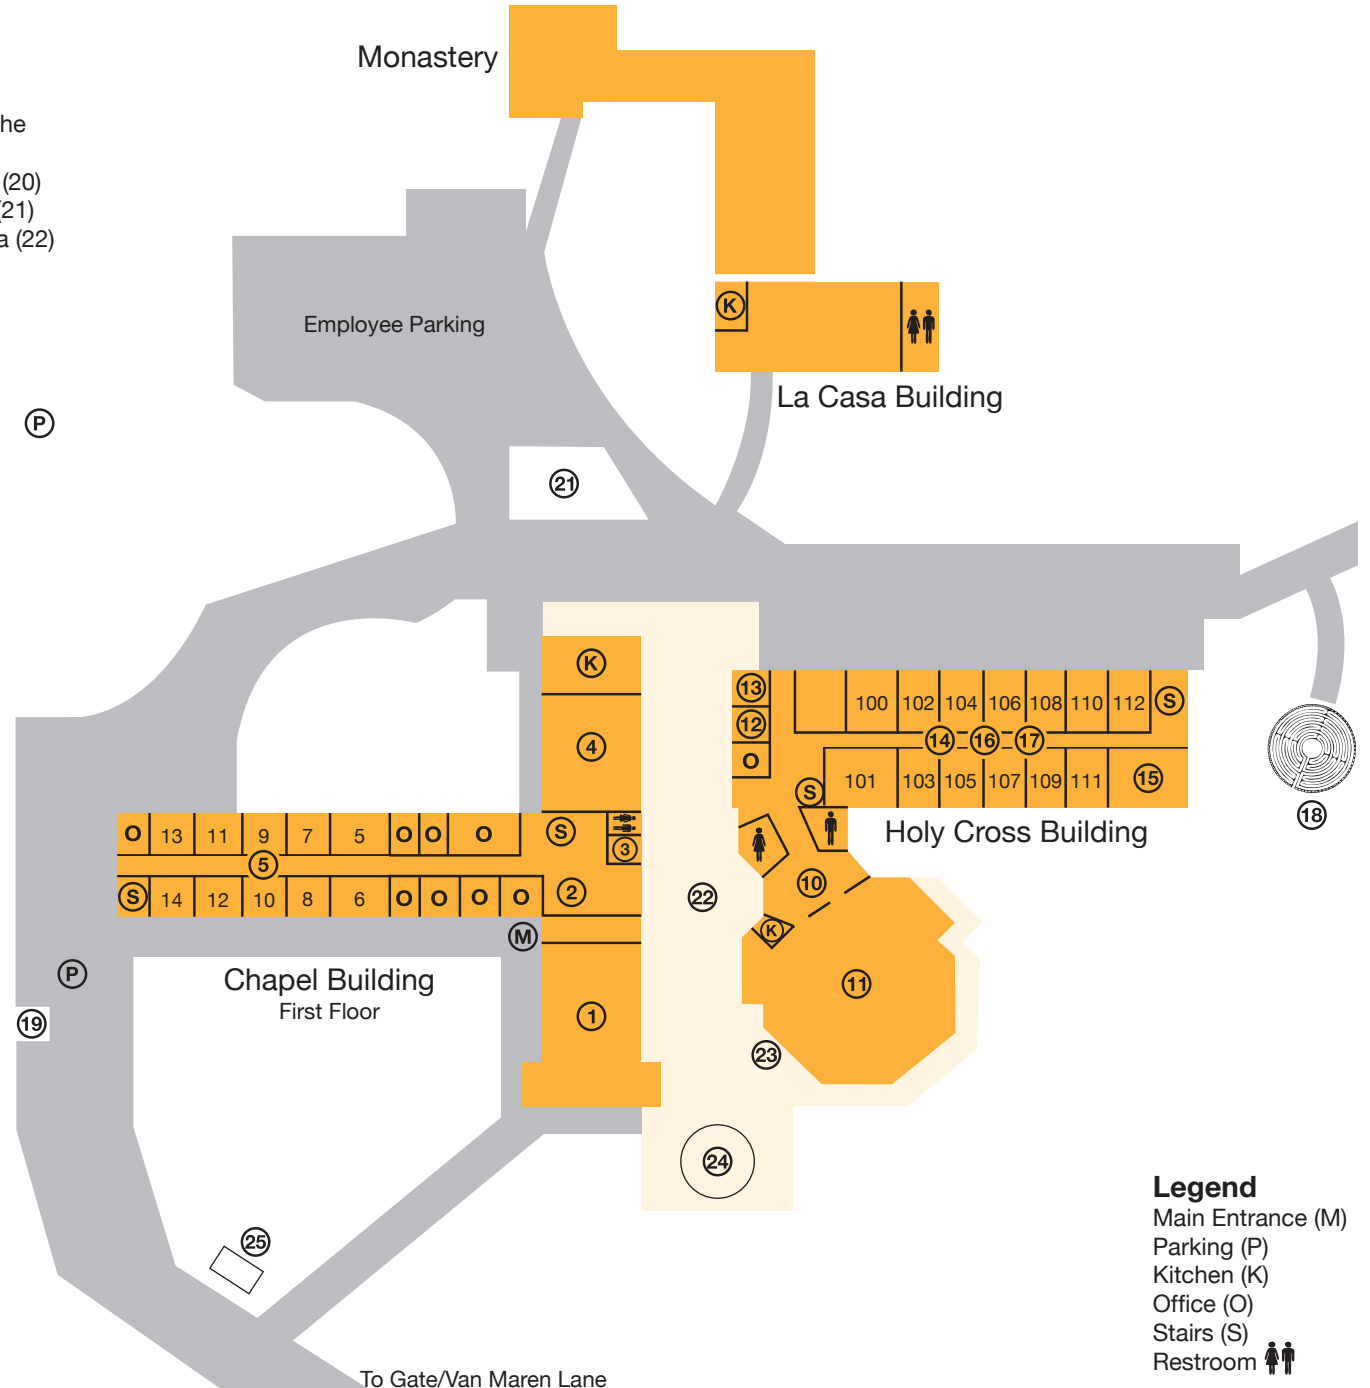 Monastery
he
(20)
(21)
a (22)
Employee Parking
K
La Casa Building
P
21
K
13
100 102 104 106 108 110 112 S
12
4
14 16 17
O
101 103 105 107 109 111 15
S
18
O 13 11 9 7 5 O O O S
Holy Cross Building
3
5
10
S 14 12 10 8 6 O O O O 2
22
M
K
P
Chapel Building
First Floor
11
1
19
23
24
25
Legend
Main Entrance (M)
Parking (P)
Kitchen (K)
Office (O)
Stairs (S)
Restroom
To Gate/Van Maren Lane